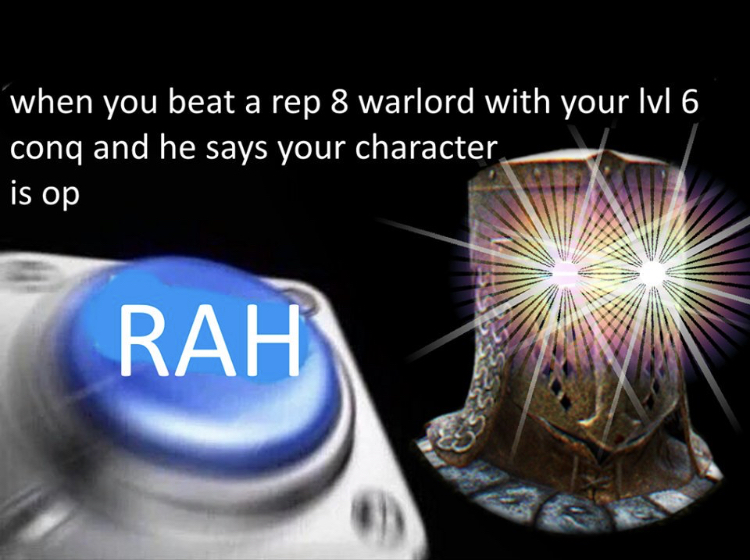 when you beat a rep 8 warlord with your lvl 6
conq and he says your character
is op
RAH